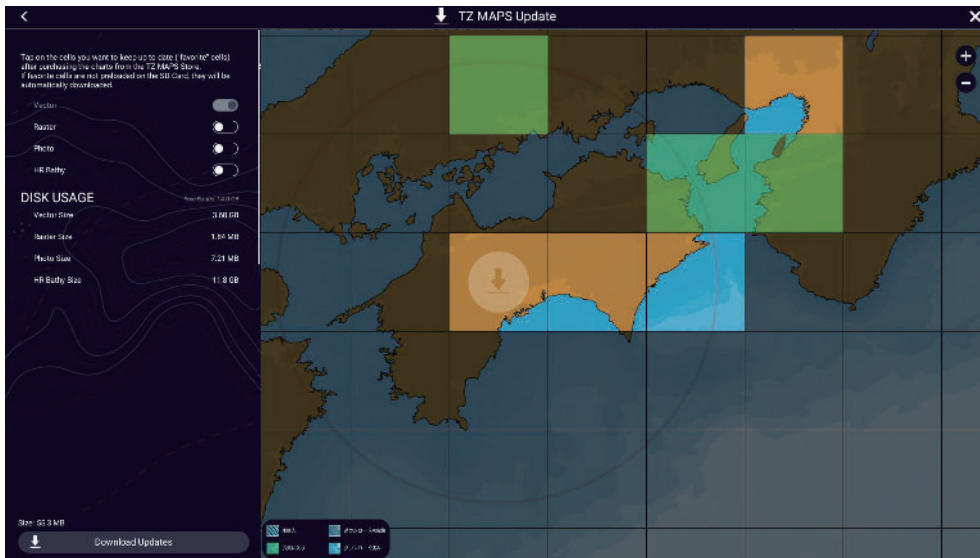 TZ MAPS Update
Tap on the cells you want to keep up to date ("favorite" cells)
after purchasing the charts from the TZ MAPS Store.
If favorite cells are not preloaded on the SD Card, they will be
automatically downloaded.
Vector
Raster
Photo
HR Bathy
DISK USAGE
Vector Size 3.68 GB
Raster Size 1.84 MB
Photo Size 7.21 MB
HR Bathy Size 11.8 GB
Size: 55.3 MB
Download Updates